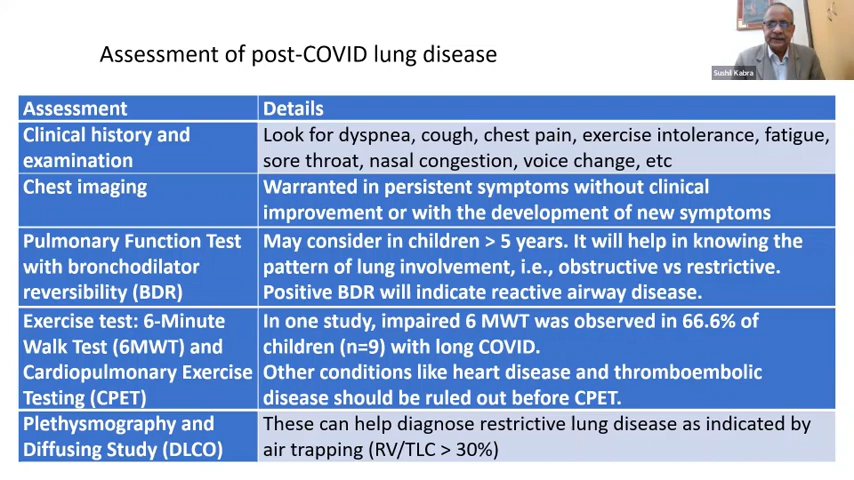 Sushil Kabra
Assessment of post-COVID lung disease
Assessment
Details
Clinical history and
examination
Look for dyspnea, cough, chest pain, exercise intolerance, fatigue,
sore throat, nasal congestion, voice change, etc
Chest imaging
Warranted in persistent symptoms without clinical
improvement or with the development of new symptoms
Pulmonary Function Test
with bronchodilator
reversibility (BDR)
May consider in children > 5 years. It will help in knowing the
pattern of lung involvement, i.e., obstructive vs restrictive.
Positive BDR will indicate reactive airway disease.
Exercise test: 6-Minute
Walk Test (6MWT) and
Cardiopulmonary Exercise
Testing (CPET)
In one study, impaired 6 MWT was observed in 66.6% of
children (n=9) with long COVID.
Other conditions like heart disease and thromboembolic
disease should be ruled out before CPET.
Plethysmography and
Diffusing Study (DLCO)
These can help diagnose restrictive lung disease as indicated by
air trapping (RV/TLC > 30%)